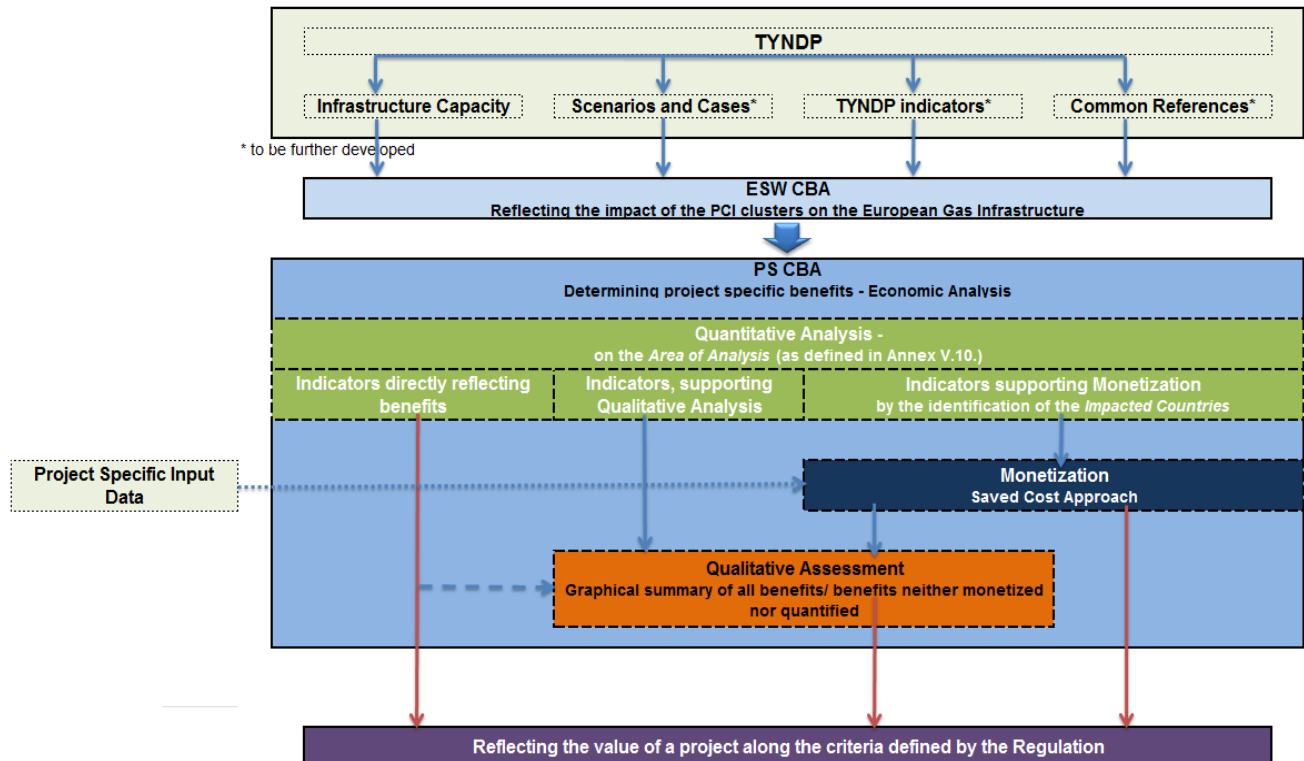 TYNDP
Infrastructure Capacity
Scenarios and Cases*
TYNDP indicators*
Common References*
* to be further developed
ESW CBA
Reflecting the impact of the PCI clusters on the European Gas Infrastructure
PS CBA
Determining project specific benefits - Economic Analysis
Quantitative Analysis -
on the Area of Analysis (as defined in Annex V.10.)
Indicators directly reflecting
benefits
Indicators, supporting
Qualitative Analysis
Indicators supporting Monetization
by the identification of the Impacted Countries
Project Specific Input
Data
Monetization
Saved Cost Approach
Qualitative Assessment
Graphical summary of all benefits/ benefits neither monetized
nor quantified
Reflecting the value of a project along the criteria defined by the Regulation